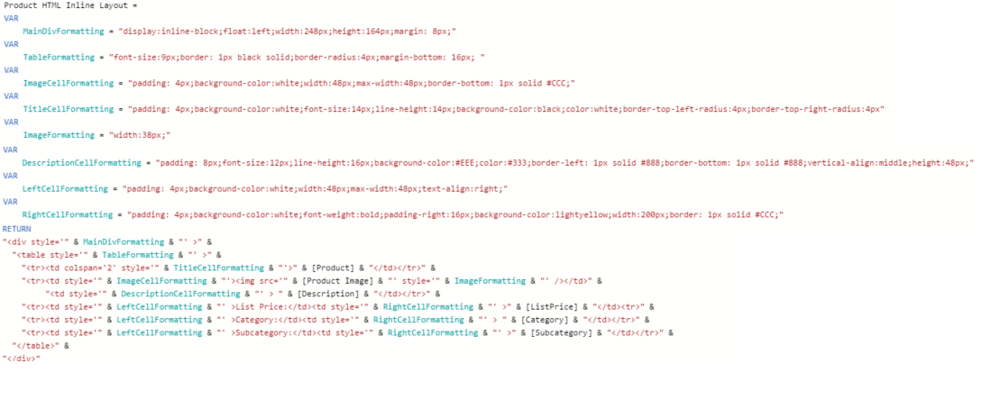 Product HTML Inline Layout =
VAR
MainDivFormatting = "display:inline-block;float:left;width:248px;height:164px;margin: 8px;"
VAR
TableFormatting = "font-size:9px;border: 1px black solid;border-radius:4px;margin-bottom: 16px; "
VAR
ImageCellFormatting = "padding: 4px;background-color:white;width:48px;max-width:48px;border-bottom: 1px solid #CCC;"
VAR
TitleCellFormatting = "padding: 4px;background-color:white;font-size:14px;line-height:14px;background-color:black;color:white;border-top-left-radius:4px;border-top-right-radius:4px"
VAR
ImageFormatting = "width:38px;"
VAR
DescriptionCellFormatting = "padding: 8px;font-size:12px;line-height:16px;background-color:#EEE;color:#333;border-left: 1px solid #888;border-bottom: 1px solid #888;vertical-align:middle;height:48px;"
VAR
LeftCellFormatting = "padding: 4px;background-color:white;width:48px;max-width:48px;text-align:right;"
VAR
RightCellFormatting = "padding: 4px;background-color:white;font-weight:bold;padding-right:16px;background-color:lightyellow;width:200px;border: 1px solid #CCC;"
RETURN
"<div style='" & MainDivFormatting & "' >" &
"<table style='" & TableFormatting & "' >" &
"<tr><td colspan='2' style='" & TitleCellFormatting & "'>" & [Product] & "</td></tr>" &
"<tr><td style='" & ImageCellFormatting & "'><img src='" & [Product Image] & "' style='" & ImageFormatting & "' /></td>" &
"<td style='" & DescriptionCellFormatting & "' > " & [Description] & "</td></tr>" &
"<tr><td style='" & LeftCellFormatting & "' >List Price:</td><td style='" & RightCellFormatting & "' >" & [ListPrice] & "</td><tr>" &
"<tr><td style='" & LeftCellFormatting & "' >Category:</td><td style='" & RightCellFormatting & "' > " & [Category] & "</td></tr>" &
"<tr><td style='" & LeftCellFormatting & "' >Subcategory:</td><td style='" & RightCellFormatting & "' >" & [Subcategory] & "</td></tr>" &
"</table>" &
"</div>"